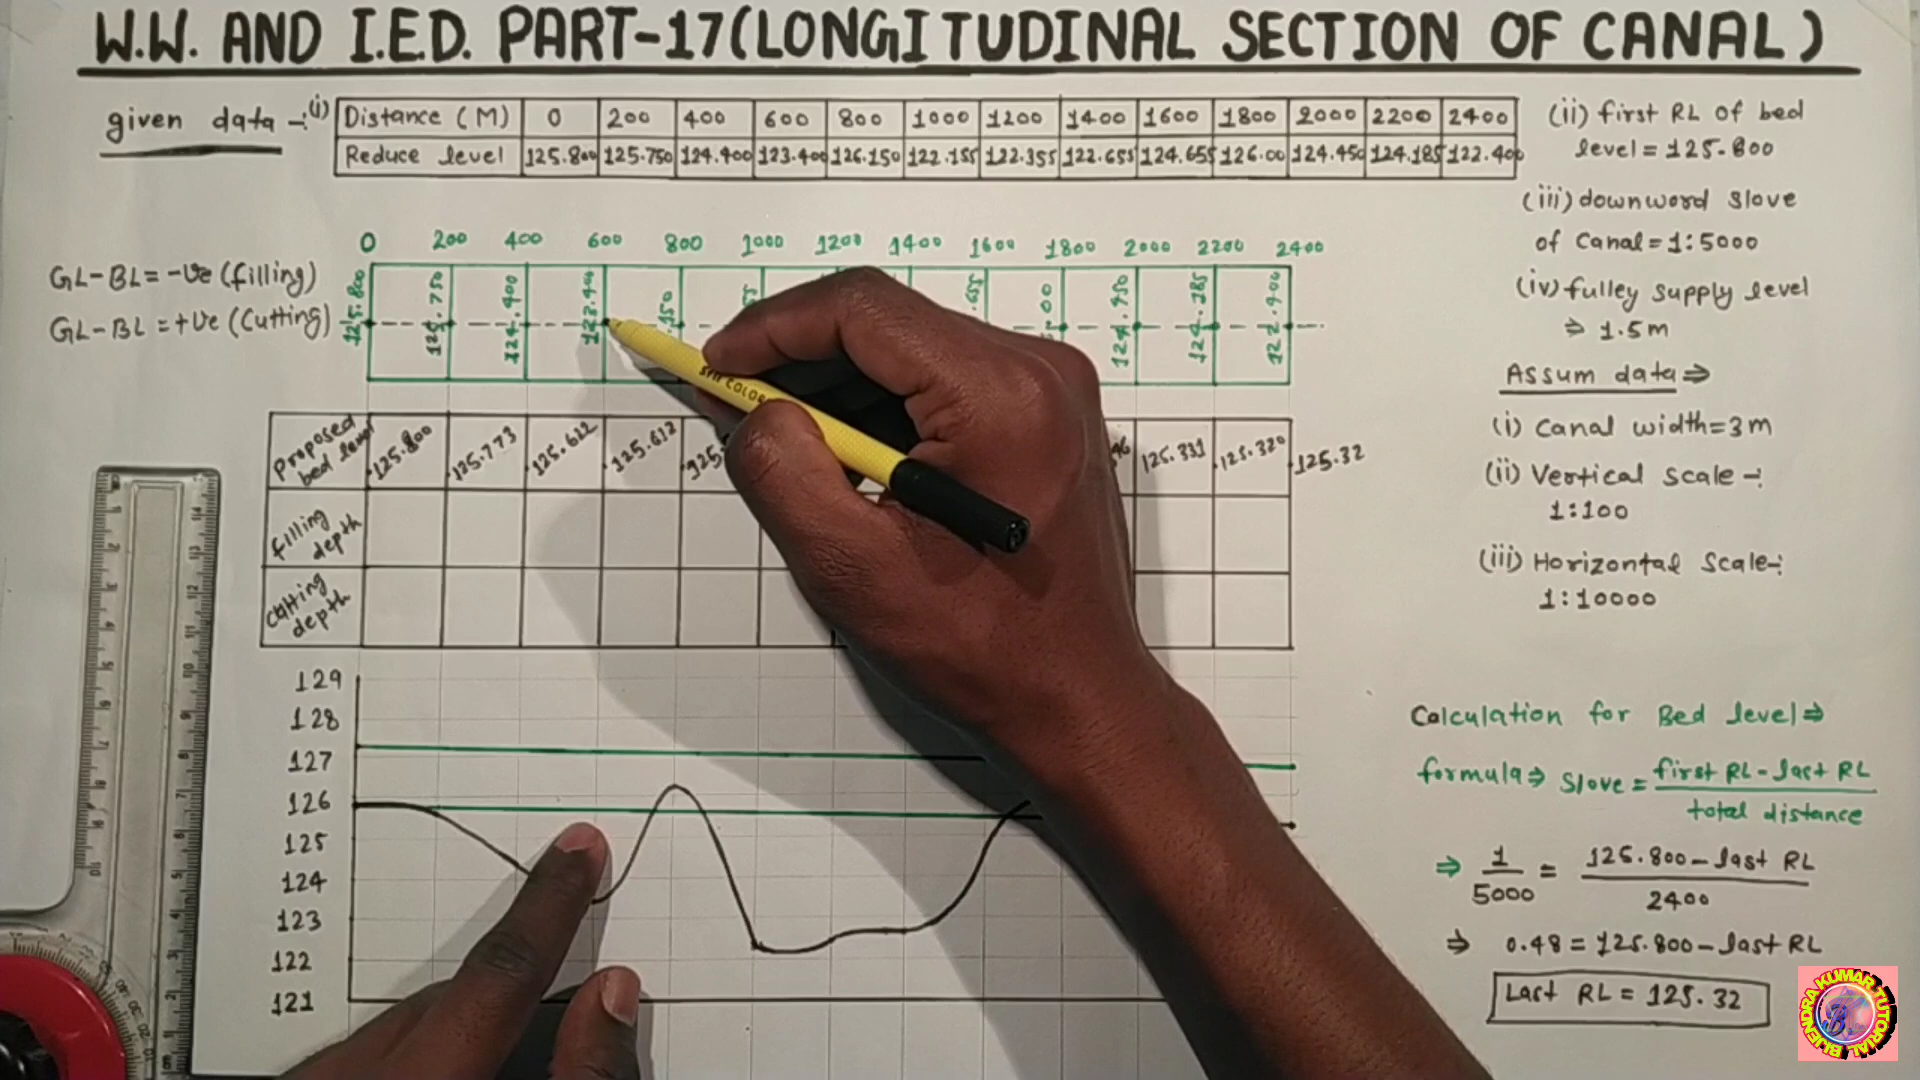 W.W. AND I.E.D. PART-17(LONGITUDINAL SECTION OF CANAL)
given data -:(i)
Distance (M) 0 200 400 600 800 1000 1200 1400 1600 1800 2000 2200 2400
Reduce level 125.800 125.750 124.400 123.400 126.150 122.155 122.355 122.655 124.655 126.00 124.450 124.185 122.400
(ii) first RL of bed
level = 125.800
(iii) downword slove
of canal = 1:5000
(iv) fulley supply level
⇒ 1.5m
Assum data ⇒
(i) canal width = 3m
(ii) Vertical scale -:
1:100
(iii) Horizontal scale -:
1:10000
0 200 400 600 800 1000 1200 1400 1600 1800 2000 2200 2400
GL-BL = -Ve (filling)
GL-BL = +Ve (Cutting)
125.800 125.750 124.400 123.400 .150 55 .655 .00 124.450 124.185 122.400
Proposed
bed level
125.800 125.773 125.622 125.612 125. 125.331 125.320 125.32
filling
depth
cutting
depth
129
128
127
126
125
124
123
122
121
Calculation for Bed level ⇒
formula ⇒ Slove = first RL - last RL
total distance
⇒ 1/5000 = 125.800 - last RL
2400
⇒ 0.48 = 125.800 - last RL
Last RL = 125.32
BIJENDRA KUMAR TUTORIAL